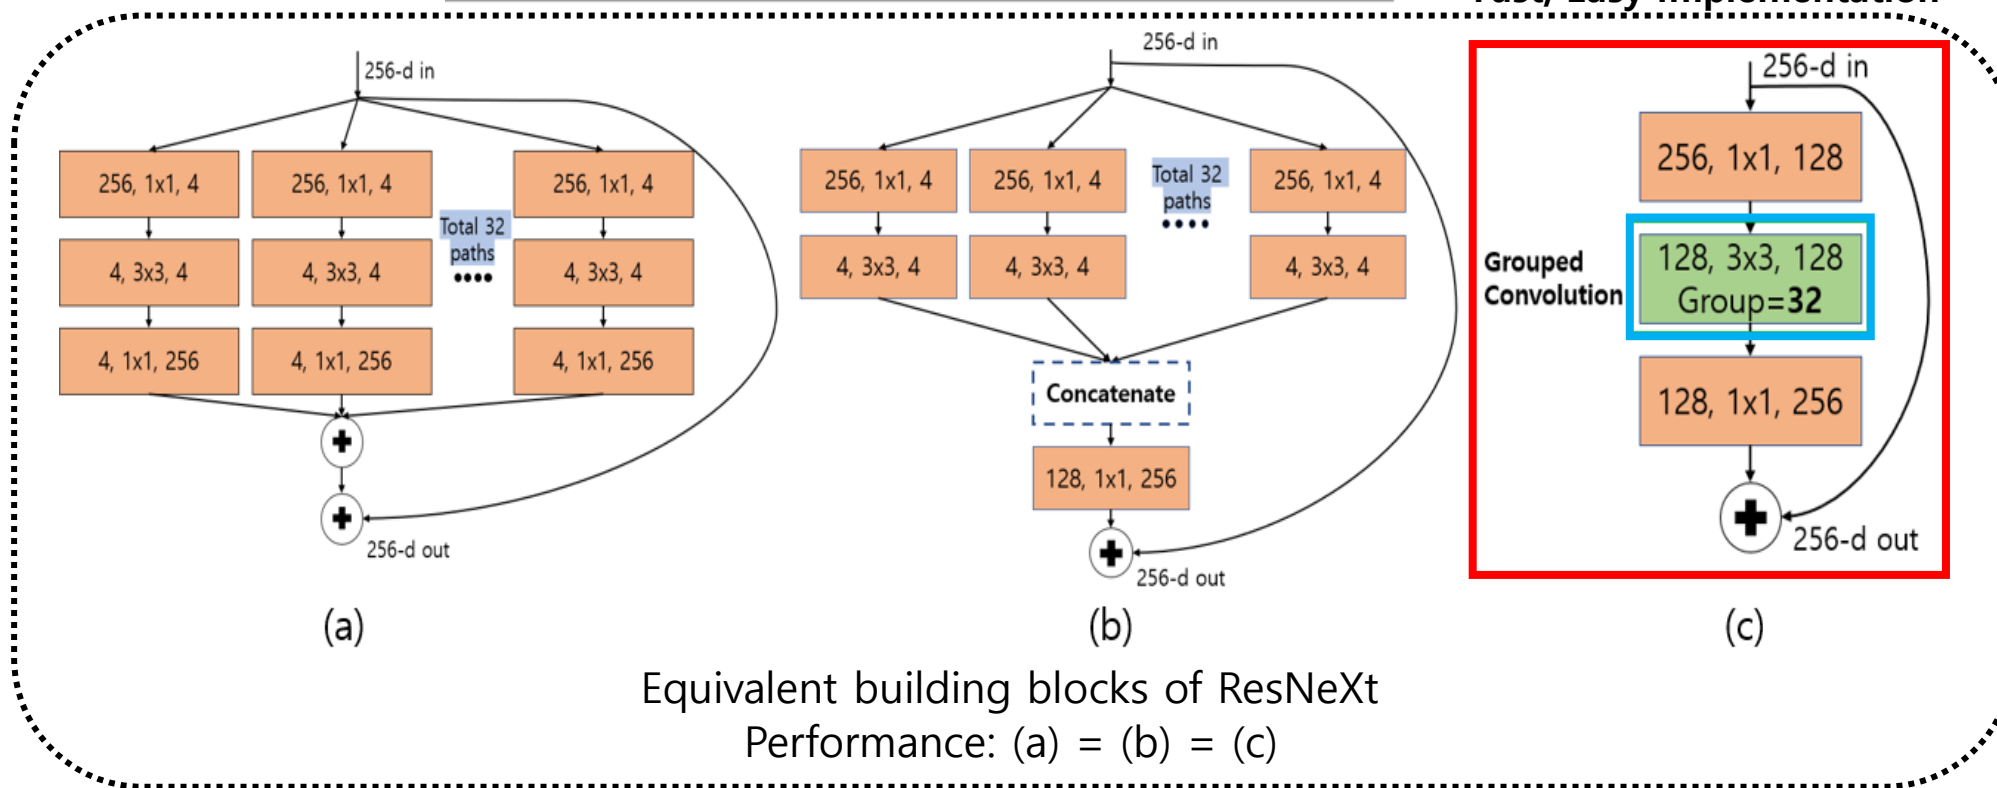 Fast, Easy Implementation
256-d in
256, 1x1, 4
256, 1x1, 4
256, 1x1, 4
Total 32
paths
4, 3x3, 4
4, 3x3, 4
4, 3x3, 4
4, 1x1, 256
4, 1x1, 256
4, 1x1, 256
256-d out
(a)
256-d in
256, 1x1, 4
256, 1x1, 4
Total 32
paths
256, 1x1, 4
4, 3x3, 4
4, 3x3, 4
4, 3x3, 4
Concatenate
128, 1x1, 256
256-d out
(b)
256-d in
256, 1x1, 128
Grouped
Convolution
128, 3x3, 128
Group=32
128, 1x1, 256
256-d out
(c)
Equivalent building blocks of ResNeXt
Performance: (a) = (b) = (c)